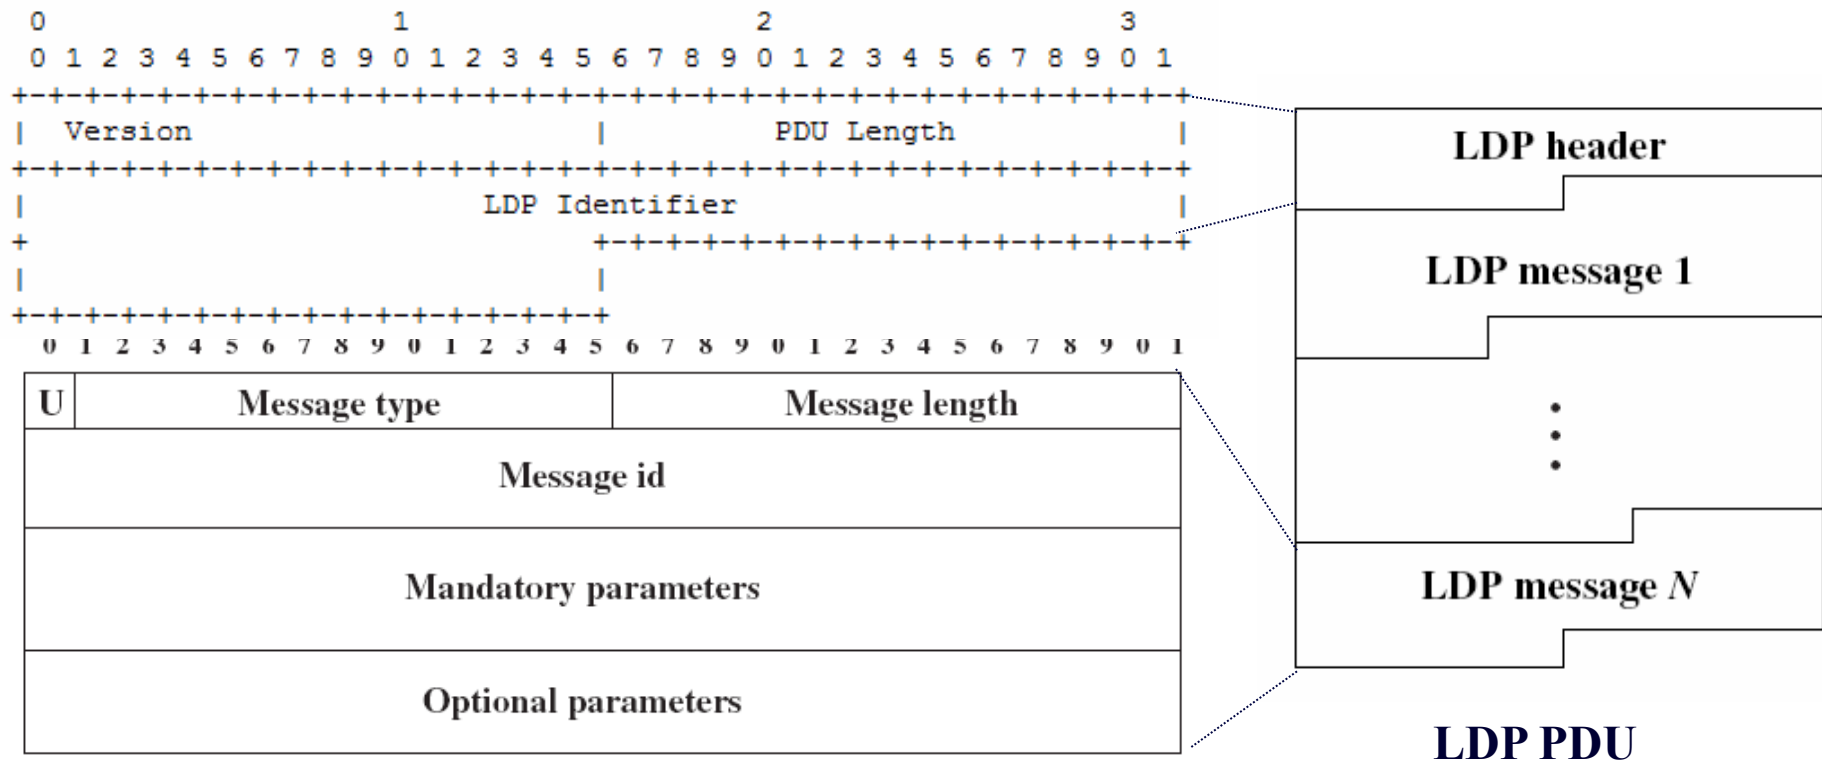 0 1 2 3
0 1 2 3 4 5 6 7 8 9 0 1 2 3 4 5 6 7 8 9 0 1 2 3 4 5 6 7 8 9 0 1
+-+-+-+-+-+-+-+-+-+-+-+-+-+-+-+-+-+-+-+-+-+-+-+-+-+-+-+-+-+-+-+-+
| Version | PDU Length |
+-+-+-+-+-+-+-+-+-+-+-+-+-+-+-+-+-+-+-+-+-+-+-+-+-+-+-+-+-+-+-+-+
| LDP Identifier |
+ +-+-+-+-+-+-+-+-+-+-+-+-+-+-+-+-+
| |
+-+-+-+-+-+-+-+-+-+-+-+-+-+-+-+-+
0 1 2 3 4 5 6 7 8 9 0 1 2 3 4 5 6 7 8 9 0 1 2 3 4 5 6 7 8 9 0 1
U Message type Message length
Message id
Mandatory parameters
Optional parameters
LDP header
LDP message 1
LDP message N
LDP PDU